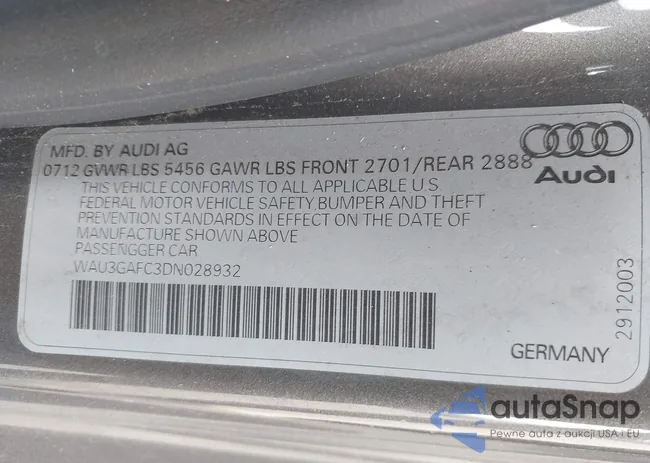 MFD. BY AUDI AG
0712 GVWR LBS 5456 GAWR LBS FRONT 2701/REAR 2888
THIS VEHICLE CONFORMS TO ALL APPLICABLE U.S.
FEDERAL MOTOR VEHICLE SAFETY BUMPER AND THEFT
PREVENTION STANDARDS IN EFFECT ON THE DATE OF
MANUFACTURE SHOWN ABOVE
PASSENGGER CAR
WAU3GAFC3DN028932
Audi
2912003
GERMANY
autaSnap
Pewne auta z aukcji USA i EU